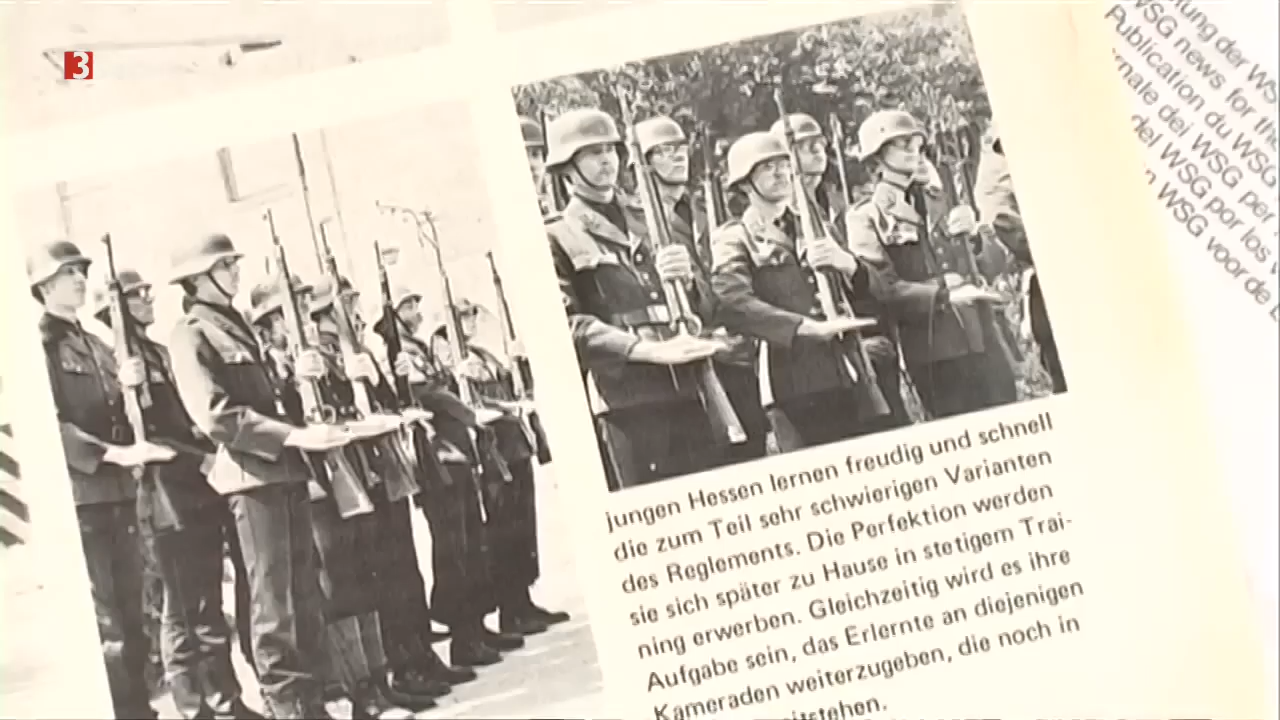 3
jungen Hessen lernen freudig und schnell
die zum Teil sehr schwierigen Varianten
des Reglements. Die Perfektion werden
sie sich später zu Hause in stetigem Trai-
ning erwerben. Gleichzeitig wird es ihre
Aufgabe sein, das Erlernte an diejenigen
Kameraden weiterzugeben, die noch in
der WS
WSG news for the
Publication du WSG
dei WSG per
del WSG por los
WSG voor de